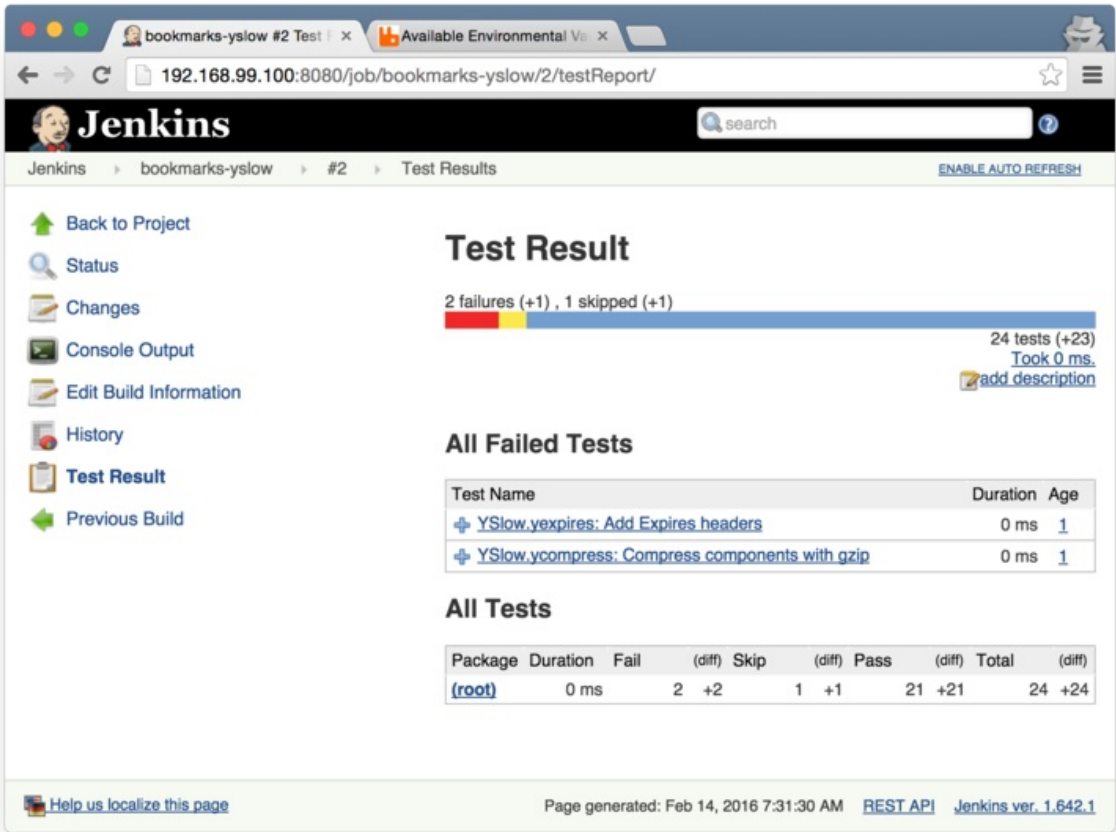 bookmarks-yslow #2 Test
Available Environmental Va
192.168.99.100:8080/job/bookmarks-yslow/2/testReport/
Jenkins
search
Jenkins bookmarks-yslow #2 Test Results
ENABLE AUTO REFRESH
Back to Project
Status
Changes
Console Output
Edit Build Information
History
Test Result
Previous Build
Test Result
2 failures (+1) , 1 skipped (+1)
24 tests (+23)
Took 0 ms.
add description
All Failed Tests
Test Name Duration Age
YSlow.yexpires: Add Expires headers 0 ms 1
YSlow.ycompress: Compress components with gzip 0 ms 1
All Tests
Package Duration Fail (diff) Skip (diff) Pass (diff) Total (diff)
(root) 0 ms 2 +2 1 +1 21 +21 24 +24
Help us localize this page
Page generated: Feb 14, 2016 7:31:30 AM REST API Jenkins ver. 1.642.1